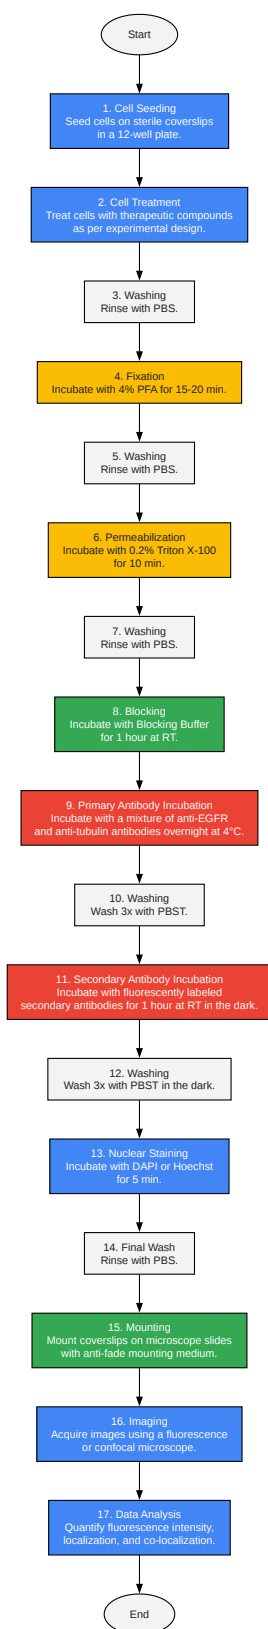 Start
1. Cell Seeding
Seed cells on sterile coverslips
in a 12-well plate.
2. Cell Treatment
Treat cells with therapeutic compounds
as per experimental design.
3. Washing
Rinse with PBS.
4. Fixation
Incubate with 4% PFA for 15-20 min.
5. Washing
Rinse with PBS.
6. Permeabilization
Incubate with 0.2% Triton X-100
for 10 min.
7. Washing
Rinse with PBS.
8. Blocking
Incubate with Blocking Buffer
for 1 hour at RT.
9. Primary Antibody Incubation
Incubate with a mixture of anti-EGFR
and anti-tubulin antibodies overnight at 4°C.
10. Washing
Wash 3x with PBST.
11. Secondary Antibody Incubation
Incubate with fluorescently labeled
secondary antibodies for 1 hour at RT in the dark.
12. Washing
Wash 3x with PBST in the dark.
13. Nuclear Staining
Incubate with DAPI or Hoechst
for 5 min.
14. Final Wash
Rinse with PBS.
15. Mounting
Mount coverslips on microscope slides
with anti-fade mounting medium.
16. Imaging
Acquire images using a fluorescence
or confocal microscope.
17. Data Analysis
Quantify fluorescence intensity,
localization, and co-localization.
End